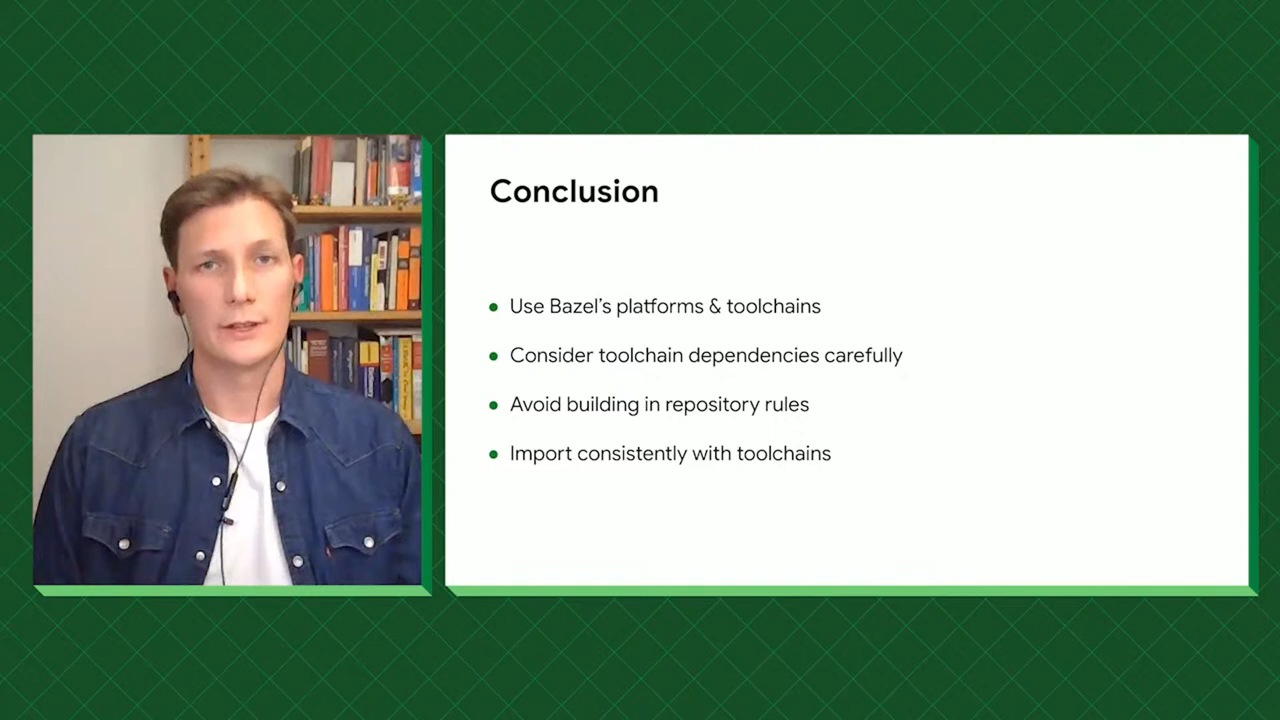 Conclusion
Use Bazel's platforms & toolchains
Consider toolchain dependencies carefully
Avoid building in repository rules
Import consistently with toolchains